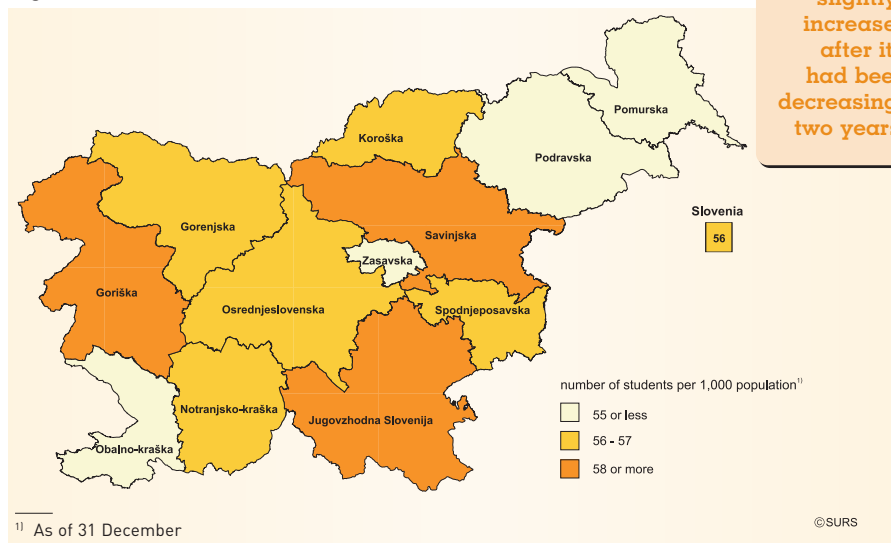 slightly
increase
after it
had bee
decreasing
two years
Pomurska
Koroška
Podravska
Slovenia
56
Gorenjska
Savinjska
Zasavska
Goriška
Osrednjeslovenska
Spodnjeposavska
number of students per 1,000 population1)
55 or less
56 - 57
58 or more
Notranjsko-kraška
Jugovzhodna Slovenija
Obalno-kraška
1) As of 31 December
©SURS